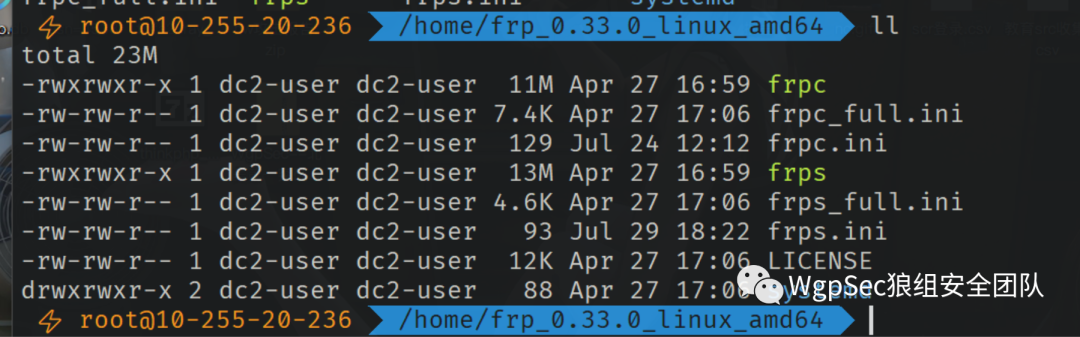 frpc_full.ini frps frps.ini systemd
⚡ root@10-255-20-236 /home/frp_0.33.0_linux_amd64 ll
total 23M
-rwxrwxr-x 1 dc2-user dc2-user 11M Apr 27 16:59 frpc
-rw-rw-r-- 1 dc2-user dc2-user 7.4K Apr 27 17:06 frpc_full.ini
-rw-rw-r-- 1 dc2-user dc2-user 129 Jul 24 12:12 frpc.ini
-rwxrwxr-x 1 dc2-user dc2-user 13M Apr 27 16:59 frps
-rw-rw-r-- 1 dc2-user dc2-user 4.6K Apr 27 17:06 frps_full.ini
-rw-rw-r-- 1 dc2-user dc2-user 93 Jul 29 18:22 frps.ini
-rw-rw-r-- 1 dc2-user dc2-user 12K Apr 27 17:06 LICENSE
drwxrwxr-x 2 dc2-user dc2-user 88 Apr 27 17:06 systemd
WgpSec狼组安全团队
⚡ root@10-255-20-236 /home/frp_0.33.0_linux_amd64